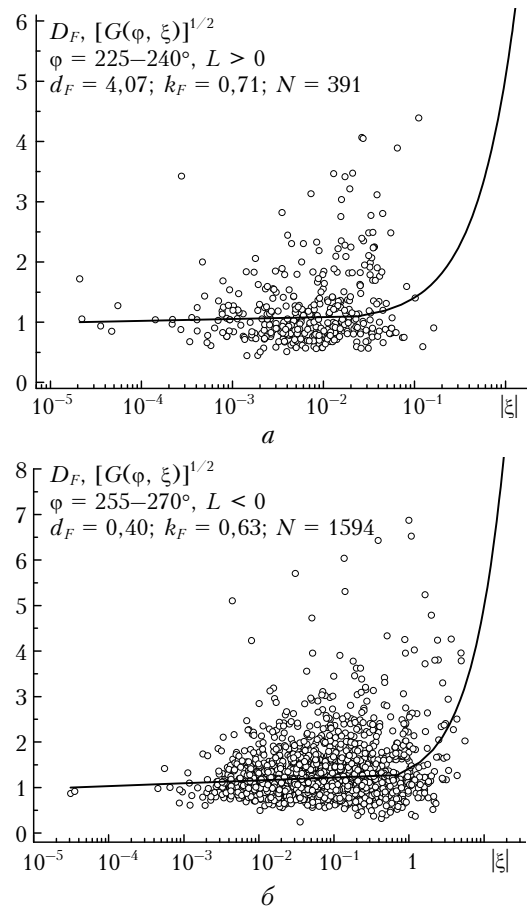 6
D_F, [G(φ, ξ)]^1/2
φ = 225–240°, L > 0
d_F = 4,07; k_F = 0,71; N = 391
5
4
3
2
1
0
10^−5 10^−4 10^−3 10^−2 10^−1 |ξ|
а
8
D_F, [G(φ, ξ)]^1/2
φ = 255–270°, L < 0
7
d_F = 0,40; k_F = 0,63; N = 1594
6
5
4
3
2
1
0
10^−5 10^−4 10^−3 10^−2 10^−1 1 |ξ|
б